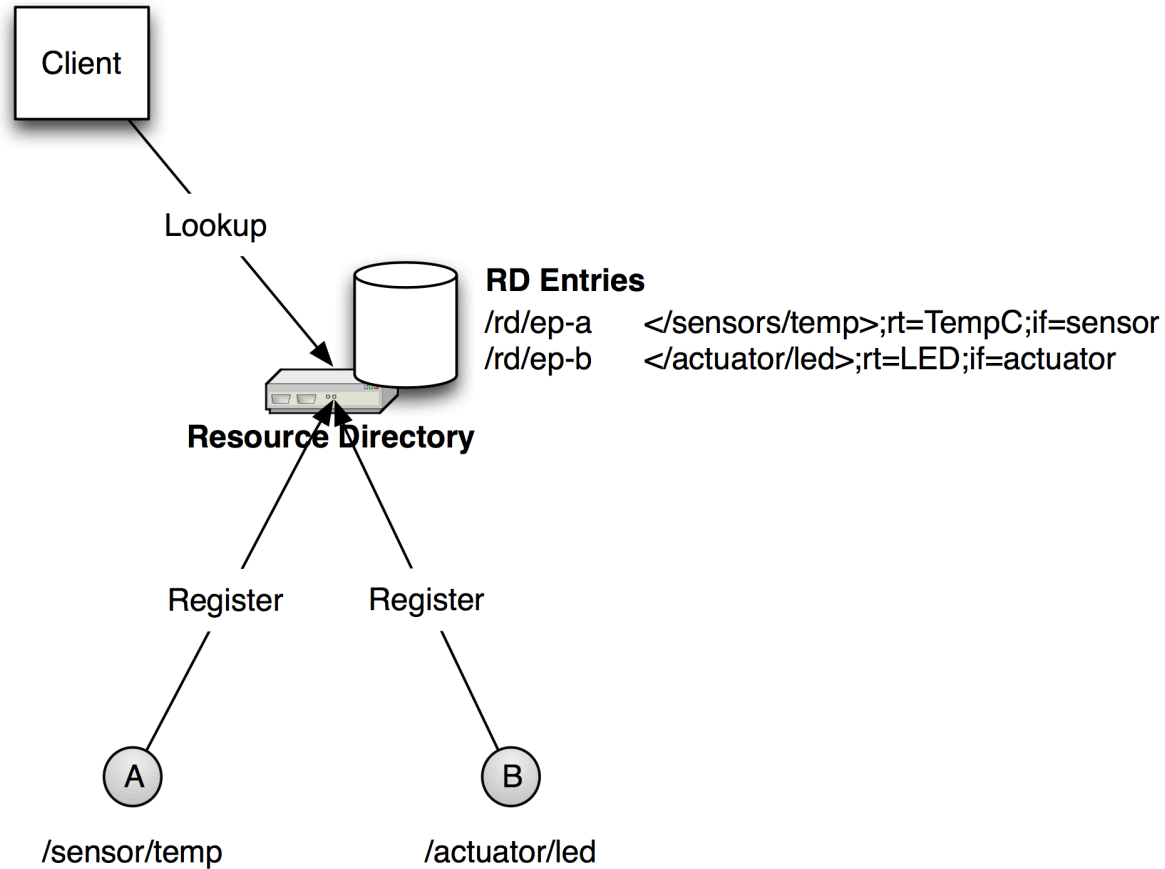 Client
Lookup
RD Entries
/rd/ep-a </sensors/temp>;rt=TempC;if=sensor
/rd/ep-b </actuator/led>;rt=LED;if=actuator
Resource Directory
Register Register
A B
/sensor/temp /actuator/led